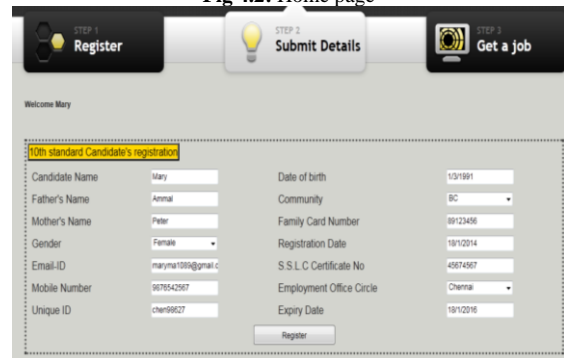 Fig 4.2: Home page
STEP 1
Register
STEP 2
Submit Details
STEP 3
Get a job
Welcome Mary
10th standard Candidate's registration
Candidate Name Mary Date of birth 1/3/1991
Father's Name Ammal Community BC
Mother's Name Peter Family Card Number 89123456
Gender Female Registration Date 18/1/2014
Email-ID maryma1089@gmail.c S.S.L.C Certificate No 45674567
Mobile Number 9876542567 Employment Office Circle Chennai
Unique ID chen99627 Expiry Date 18/1/2016
Register